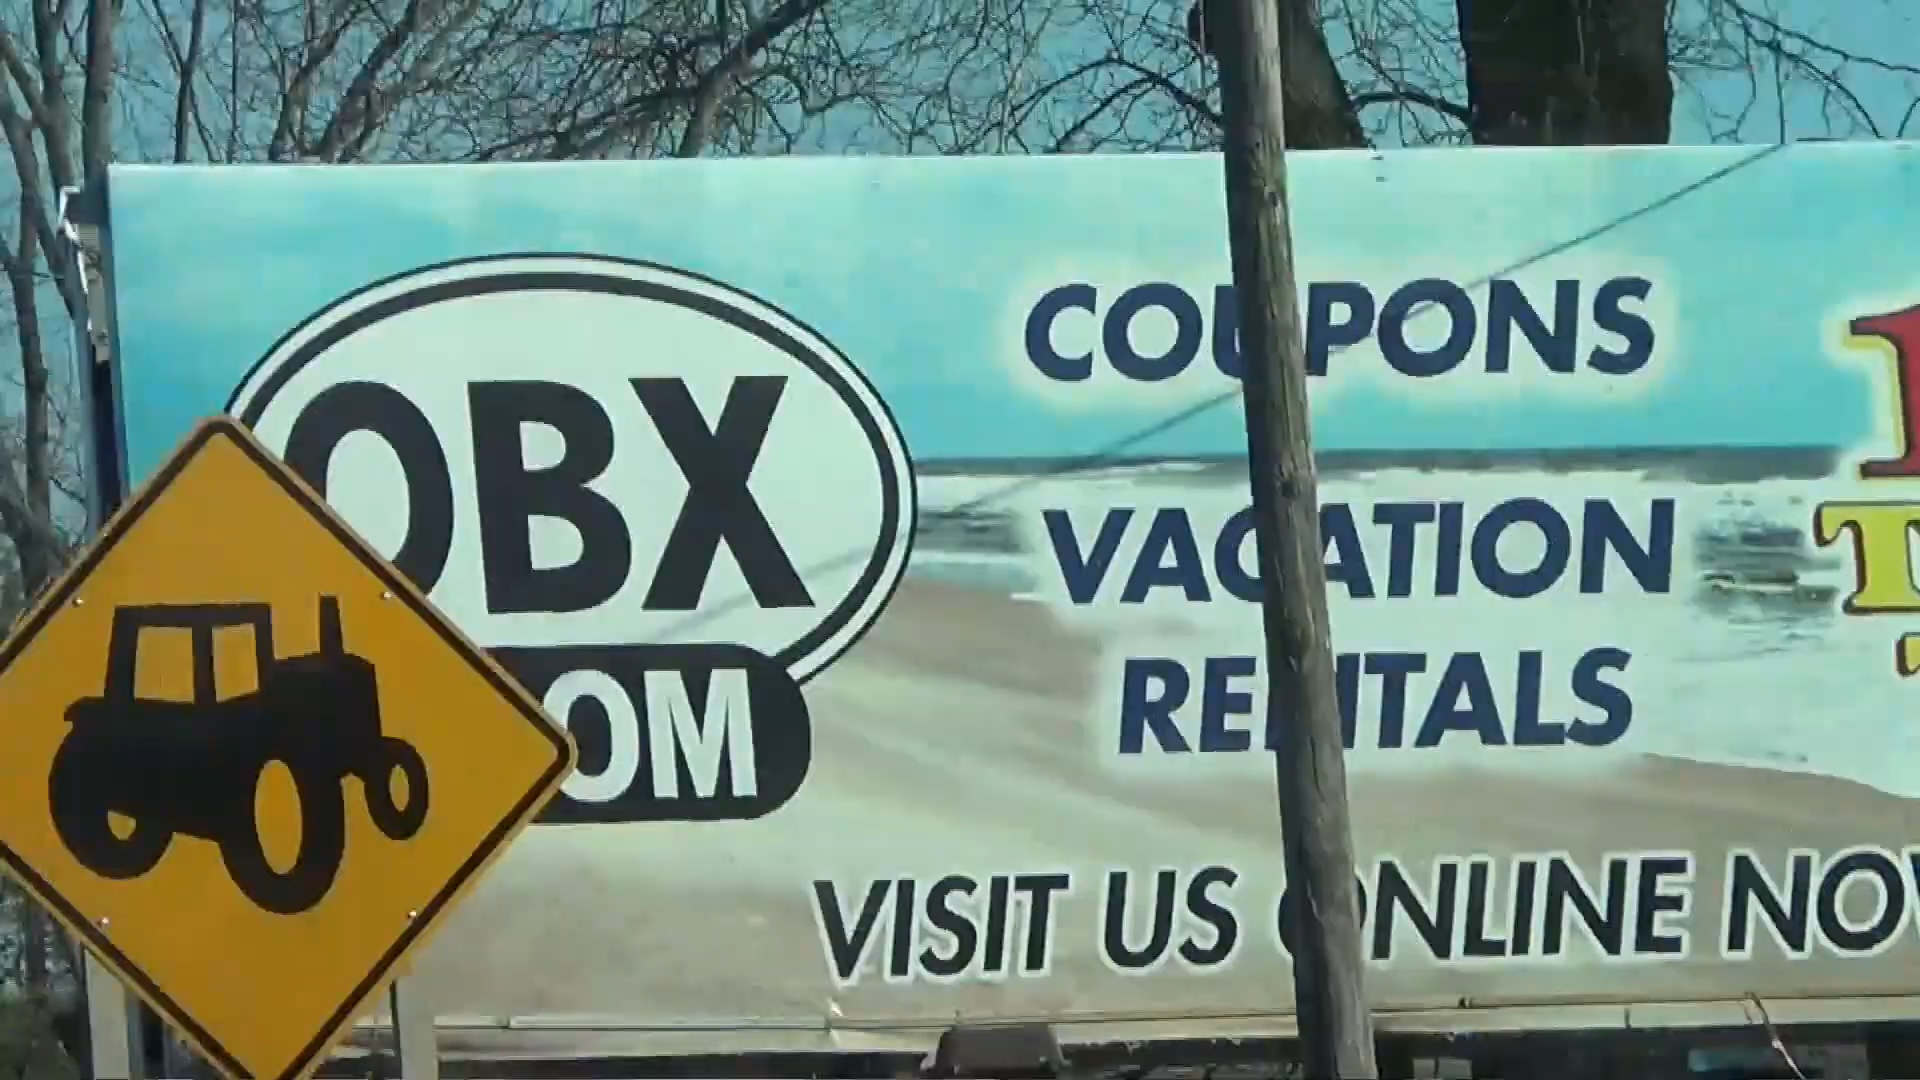 OBX
COUPONS
VACATION
RENTALS
VISIT US ONLINE